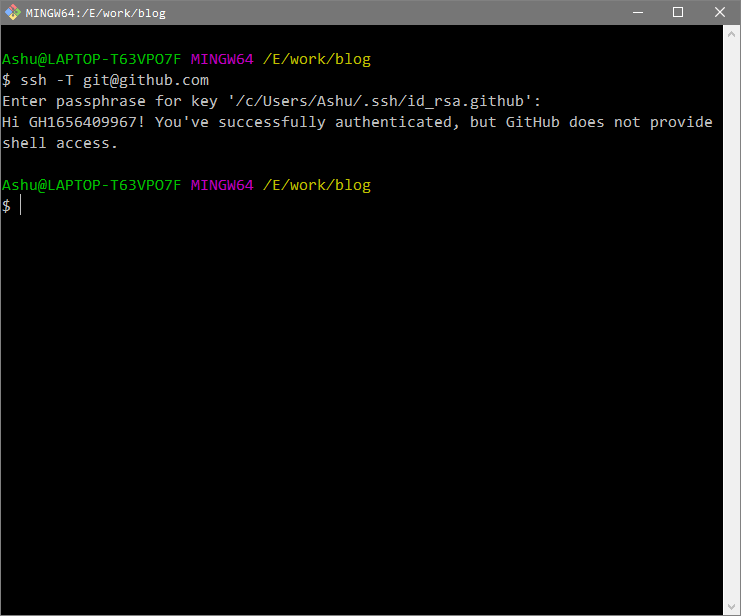 MINGW64:/E/work/blog
Ashu@LAPTOP-T63VPO7F MINGW64 /E/work/blog
$ ssh -T git@github.com
Enter passphrase for key '/c/Users/Ashu/.ssh/id_rsa.github':
Hi GH1656409967! You've successfully authenticated, but GitHub does not provide
shell access.
Ashu@LAPTOP-T63VPO7F MINGW64 /E/work/blog
$